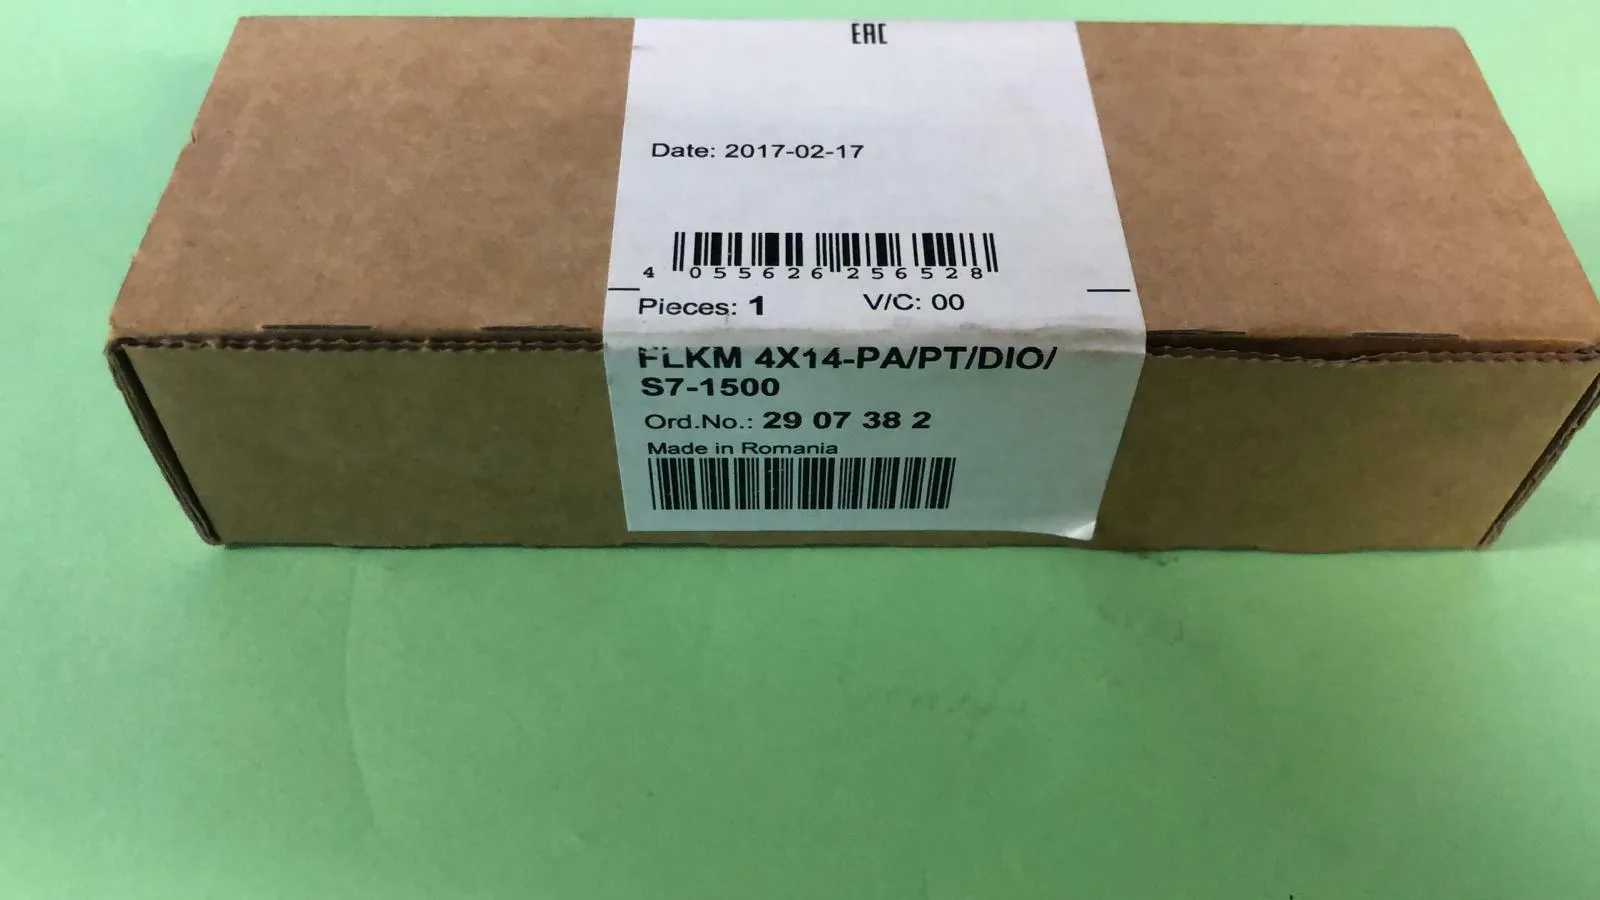 EAC
Date: 2017-02-17
4 055626 256528
Pieces: 1 V/C: 00
FLKM 4X14-PA/PT/DIO/
S7-1500
Ord.No.: 29 07 38 2
Made in Romania